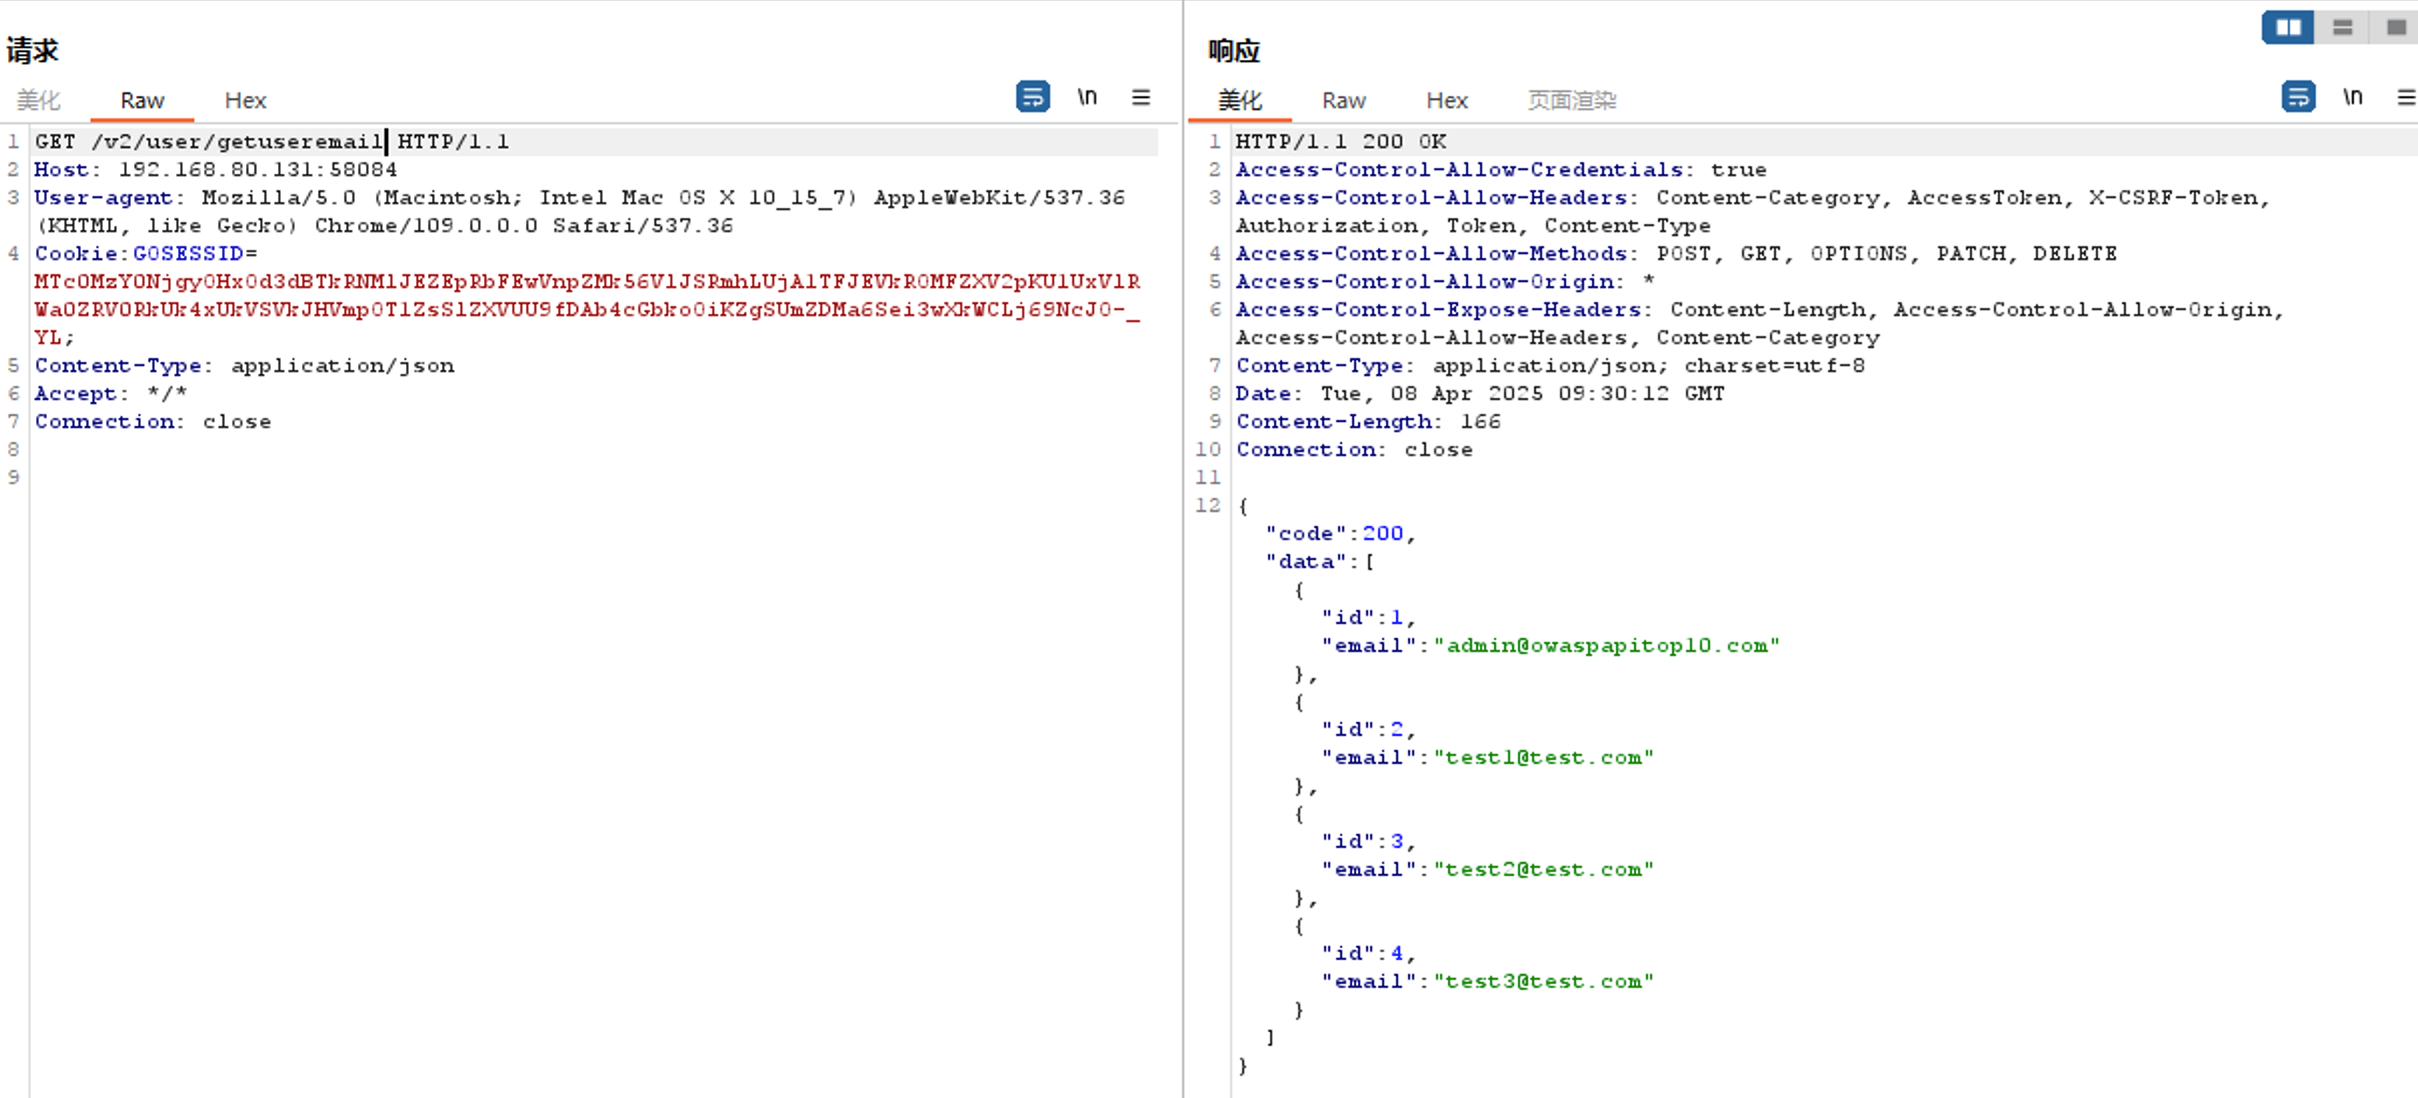 请求
美化 Raw Hex \n
1 GET /v2/user/getuseremail HTTP/1.1
2 Host: 192.168.80.131:58084
3 User-agent: Mozilla/5.0 (Macintosh; Intel Mac OS X 10_15_7) AppleWebKit/537.36
(KHTML, like Gecko) Chrome/109.0.0.0 Safari/537.36
4 Cookie:GOSESSID=
MTc0MzY0Njgy0Hx0d3dBTkRNM1JEZEpRbFEwVnpZMk56V1JSRmhLUjA1TFJEVkROMFZXV2pKU1UxV1R
Wa0ZRV0RkUk4xUkVSVkJHVmp0T1ZsS1ZXVUU9fDAb4cGbko0iKZgSUmZDMa6Sei3wXkWCLj69NcJ0-_
YL;
5 Content-Type: application/json
6 Accept: */*
7 Connection: close
8
9
响应
美化 Raw Hex 页面渲染 \n
1 HTTP/1.1 200 OK
2 Access-Control-Allow-Credentials: true
3 Access-Control-Allow-Headers: Content-Category, AccessToken, X-CSRF-Token,
Authorization, Token, Content-Type
4 Access-Control-Allow-Methods: POST, GET, OPTIONS, PATCH, DELETE
5 Access-Control-Allow-Origin: *
6 Access-Control-Expose-Headers: Content-Length, Access-Control-Allow-Origin,
Access-Control-Allow-Headers, Content-Category
7 Content-Type: application/json; charset=utf-8
8 Date: Tue, 08 Apr 2025 09:30:12 GMT
9 Content-Length: 166
10 Connection: close
11
12 {
"code":200,
"data":[
{
"id":1,
"email":"admin@owaspapitop10.com"
},
{
"id":2,
"email":"test1@test.com"
},
{
"id":3,
"email":"test2@test.com"
},
{
"id":4,
"email":"test3@test.com"
}
]
}